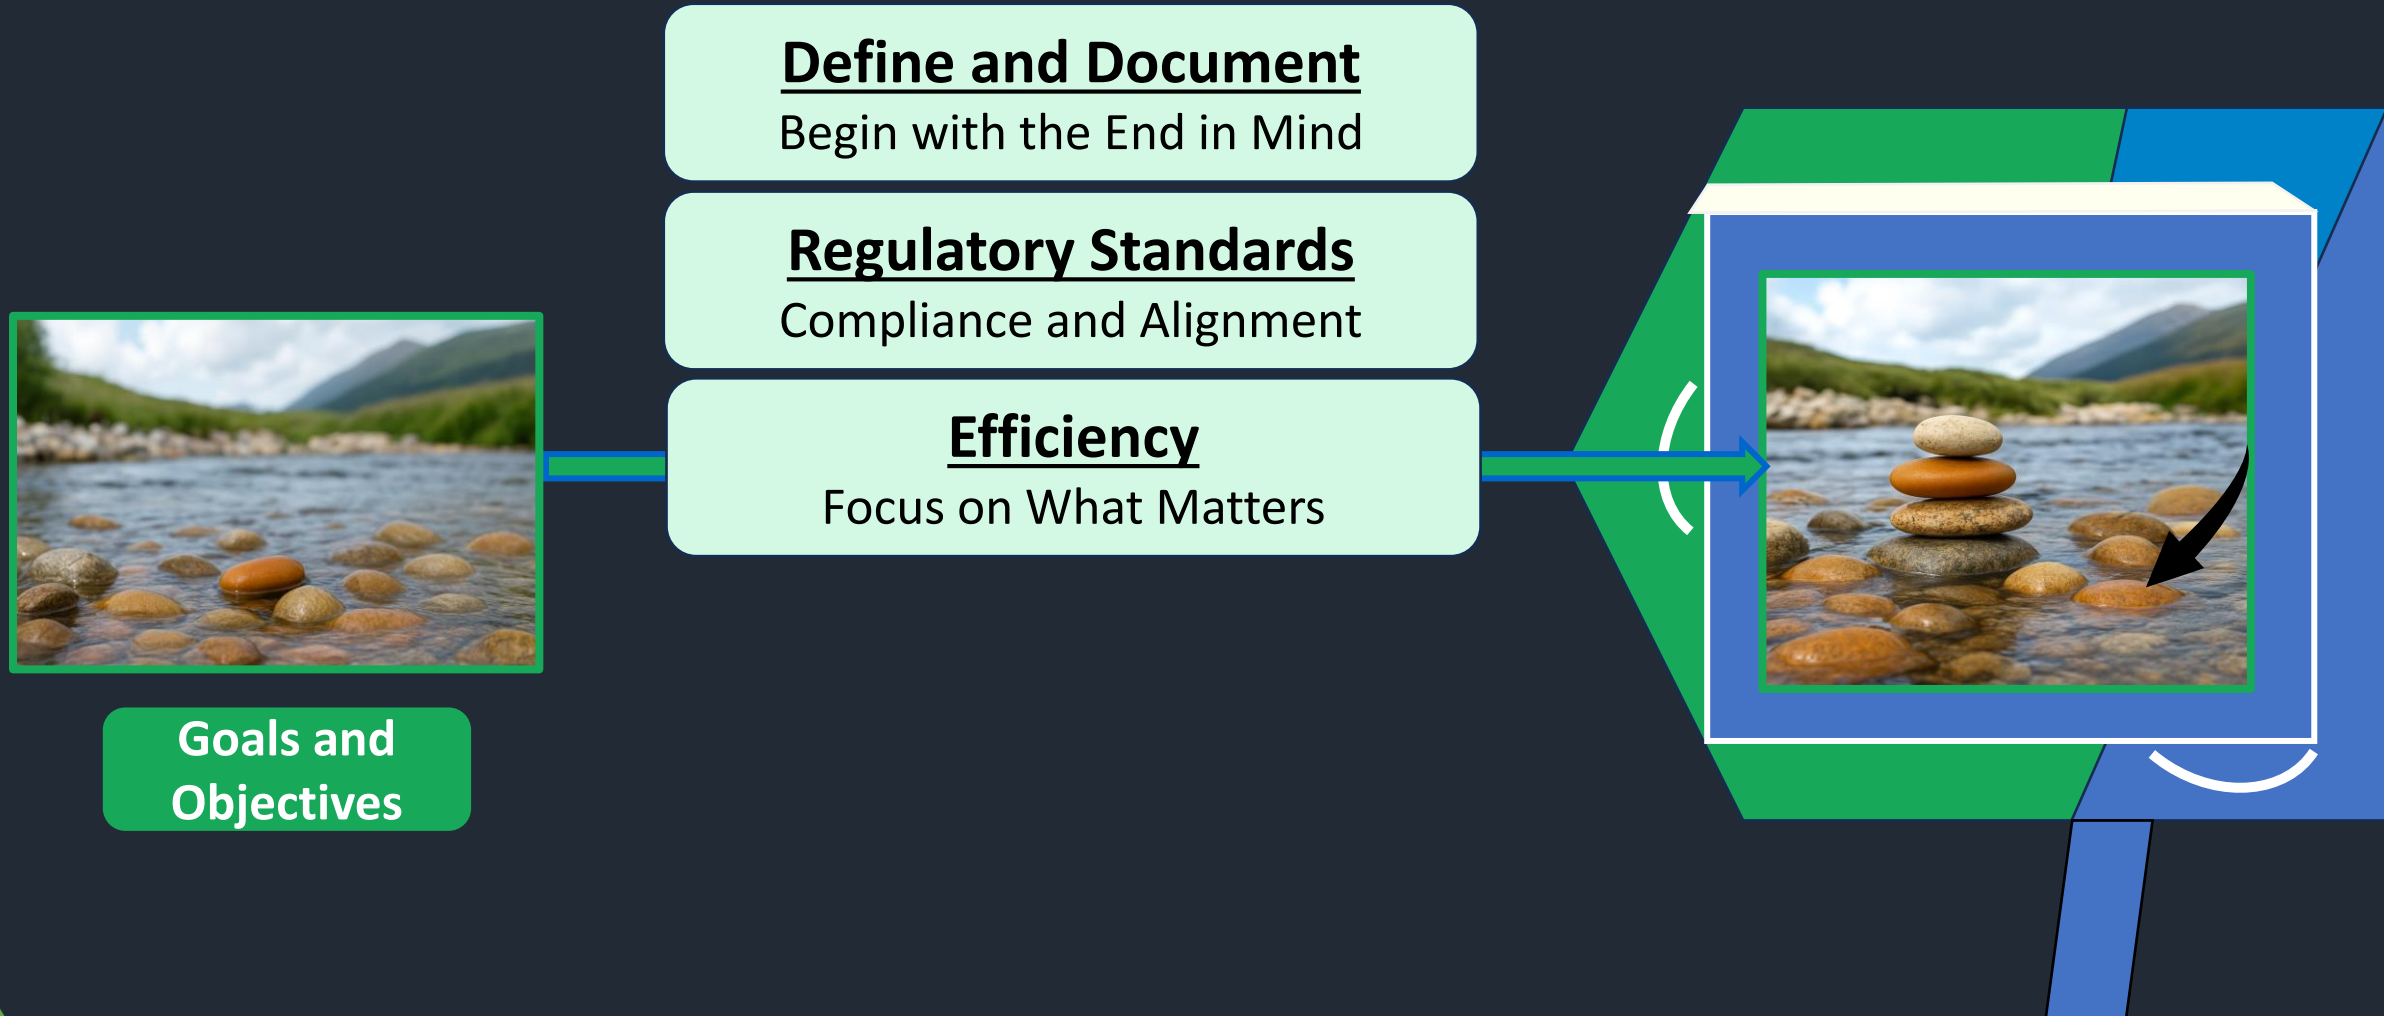 Define and Document
Begin with the End in Mind
Regulatory Standards
Compliance and Alignment
Efficiency
Focus on What Matters
Goals and
Objectives